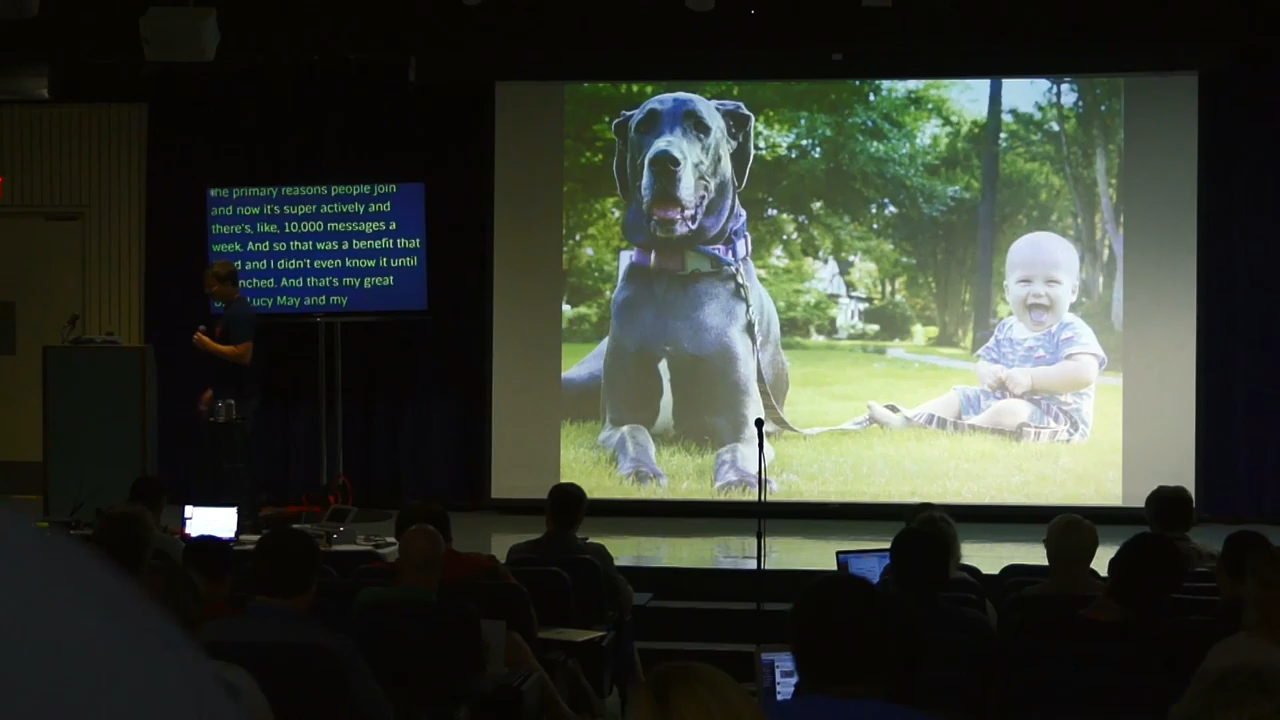 the primary reasons people join
and now it's super actively and
there's, like, 10,000 messages a
week. And so that was a benefit that
d and I didn't even know it until
nched. And that's my great
Lucy May and my